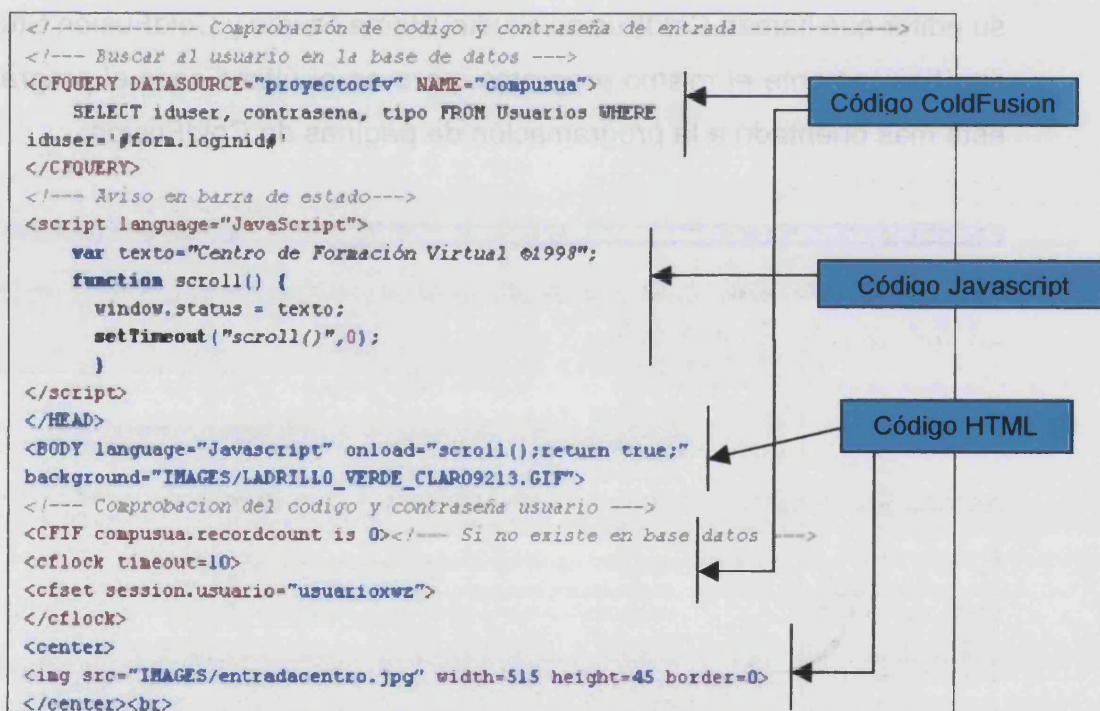 <!--- Comprobación de codigo y contraseña de entrada --->
<!--- Buscar al usuario en la base de datos --->
<CFQUERY DATASOURCE="proyectocfv" NAME="compusua">
SELECT iduser, contrasena, tipo FROM Usuarios WHERE
iduser='#form.loginid#'
</CFQUERY>
<!--- Aviso en barra de estado--->
<script language="JavaScript">
var texto="Centro de Formación Virtual ©1998";
function scroll() {
window.status = texto;
setTimeout("scroll()",0);
}
</script>
</HEAD>
<BODY language="Javascript" onload="scroll();return true;"
background="IMAGES/LADRILLO_VERDE_CLARO9213.GIF">
<!--- Comprobacion del codigo y contraseña usuario --->
<CFIF compusua.recordcount is 0><!--- Si no existe en base datos --->
<cflock timeout=10>
<cfset session.usuario="usuarioxwz">
</cflock>
<center>
<img src="IMAGES/entradacentro.jpg" width=515 height=45 border=0>
</center><br>
Código ColdFusion
Código Javascript
Código HTML